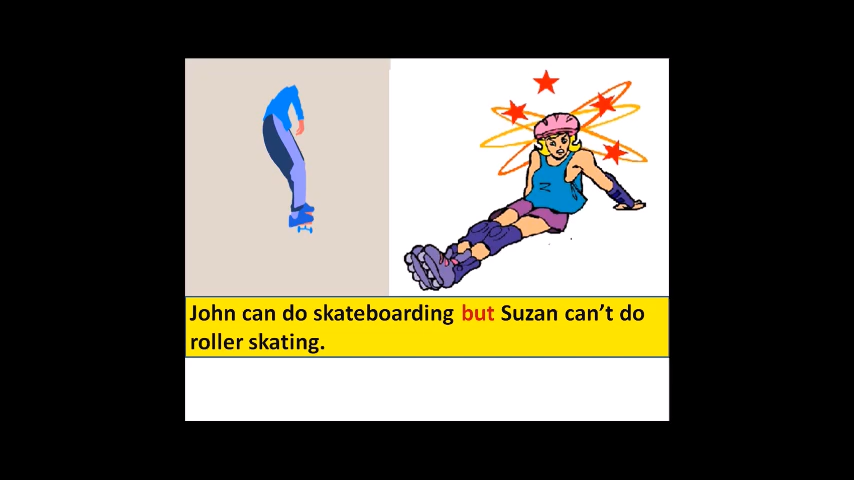 John can do skateboarding but Suzan can’t do
roller skating.